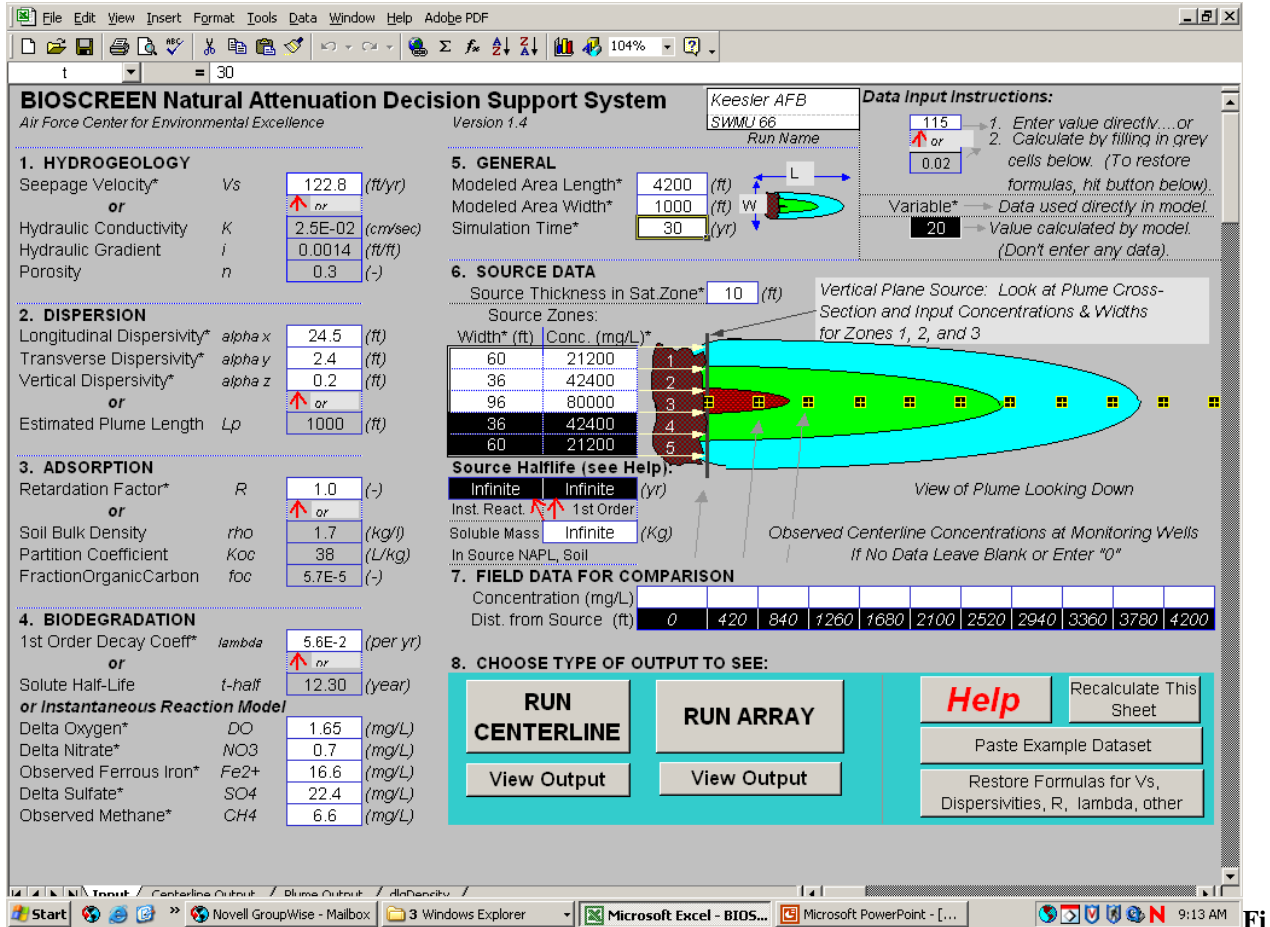 File Edit View Insert Format Tools Data Window Help Adobe PDF
104%
t = 30
BIOSCREEN Natural Attenuation Decision Support System
Air Force Center for Environmental Excellence Version 1.4
Keesler AFB
SWMU 66
Run Name
Data Input Instructions:
115 1. Enter value directly....or
or 2. Calculate by filling in grey
0.02 cells below. (To restore
formulas, hit button below).
Variable* Data used directly in model.
20 Value calculated by model.
(Don't enter any data).
1. HYDROGEOLOGY
Seepage Velocity* Vs 122.8 (ft/yr)
or or
Hydraulic Conductivity K 2.5E-02 (cm/sec)
Hydraulic Gradient i 0.0014 (ft/ft)
Porosity n 0.3 (-)
2. DISPERSION
Longitudinal Dispersivity* alpha x 24.5 (ft)
Transverse Dispersivity* alpha y 2.4 (ft)
Vertical Dispersivity* alpha z 0.2 (ft)
or or
Estimated Plume Length Lp 1000 (ft)
3. ADSORPTION
Retardation Factor* R 1.0 (-)
or or
Soil Bulk Density rho 1.7 (kg/l)
Partition Coefficient Koc 38 (L/kg)
FractionOrganicCarbon foc 5.7E-5 (-)
4. BIODEGRADATION
1st Order Decay Coeff* lambda 5.6E-2 (per yr)
or or
Solute Half-Life t-half 12.30 (year)
or Instantaneous Reaction Model
Delta Oxygen* DO 1.65 (mg/L)
Delta Nitrate* NO3 0.7 (mg/L)
Observed Ferrous Iron* Fe2+ 16.6 (mg/L)
Delta Sulfate* SO4 22.4 (mg/L)
Observed Methane* CH4 6.6 (mg/L)
5. GENERAL
Modeled Area Length* 4200 (ft) L
Modeled Area Width* 1000 (ft) W
Simulation Time* 30 (yr)
6. SOURCE DATA
Source Thickness in Sat.Zone* 10 (ft)
Source Zones:
Width* (ft) Conc. (mg/L)*
60 21200 1
36 42400 2
96 80000 3
36 42400 4
60 21200 5
Vertical Plane Source: Look at Plume Cross-
Section and Input Concentrations & Widths
for Zones 1, 2, and 3
Source Halflife (see Help):
Infinite Infinite (yr)
Inst. React. 1st Order
Soluble Mass Infinite (Kg)
In Source NAPL, Soil
View of Plume Looking Down
Observed Centerline Concentrations at Monitoring Wells
If No Data Leave Blank or Enter "0"
7. FIELD DATA FOR COMPARISON
Concentration (mg/L)
Dist. from Source (ft) 0 420 840 1260 1680 2100 2520 2940 3360 3780 4200
8. CHOOSE TYPE OF OUTPUT TO SEE:
RUN CENTERLINE
RUN ARRAY
View Output
View Output
Help
Recalculate This Sheet
Paste Example Dataset
Restore Formulas for Vs,
Dispersivities, R, lambda, other
Input / Centerline Output / Plume Output / dlgDensity /
Start » Novell GroupWise - Mailbox 3 Windows Explorer Microsoft Excel - BIOS... Microsoft PowerPoint - [... 9:13 AM
Fi